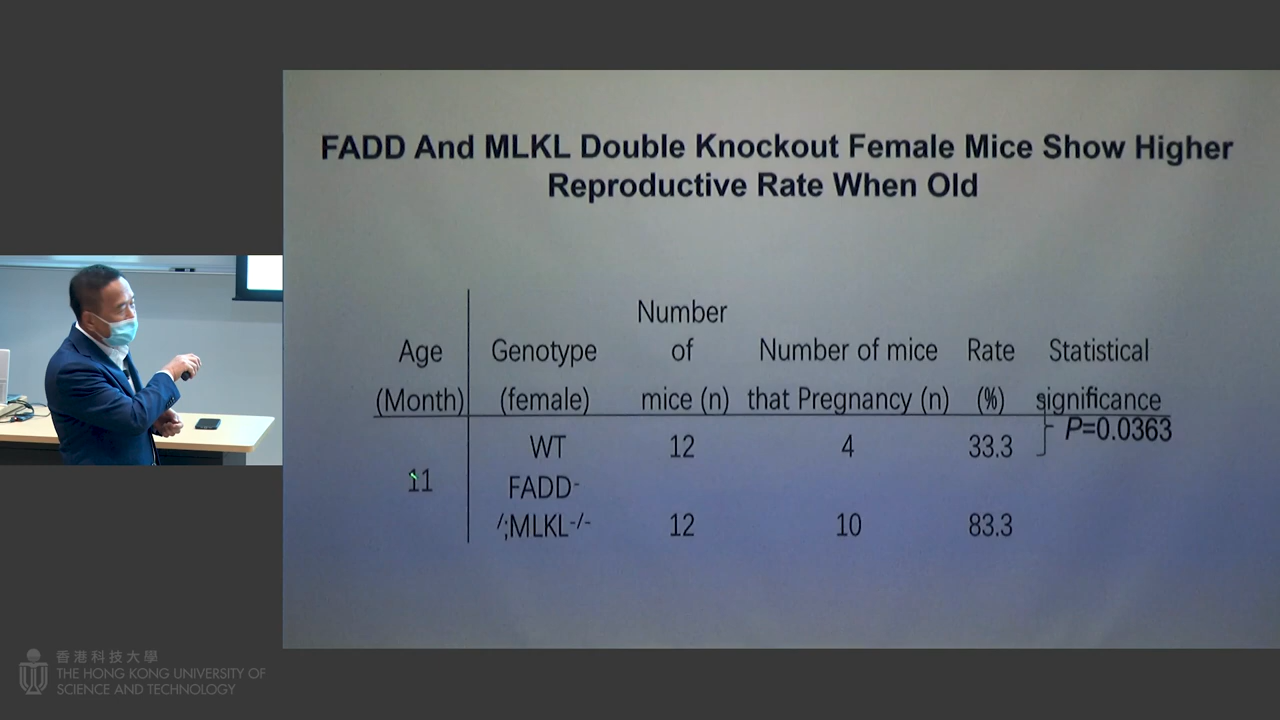 FADD And MLKL Double Knockout Female Mice Show Higher
Reproductive Rate When Old
Number
Age Genotype of Number of mice Rate Statistical
(Month) (female) mice (n) that Pregnancy (n) (%) significance
P=0.0363
WT 12 4 33.3
11
FADD-
/-;MLKL-/- 12 10 83.3
香港科技大學
THE HONG KONG UNIVERSITY OF
SCIENCE AND TECHNOLOGY